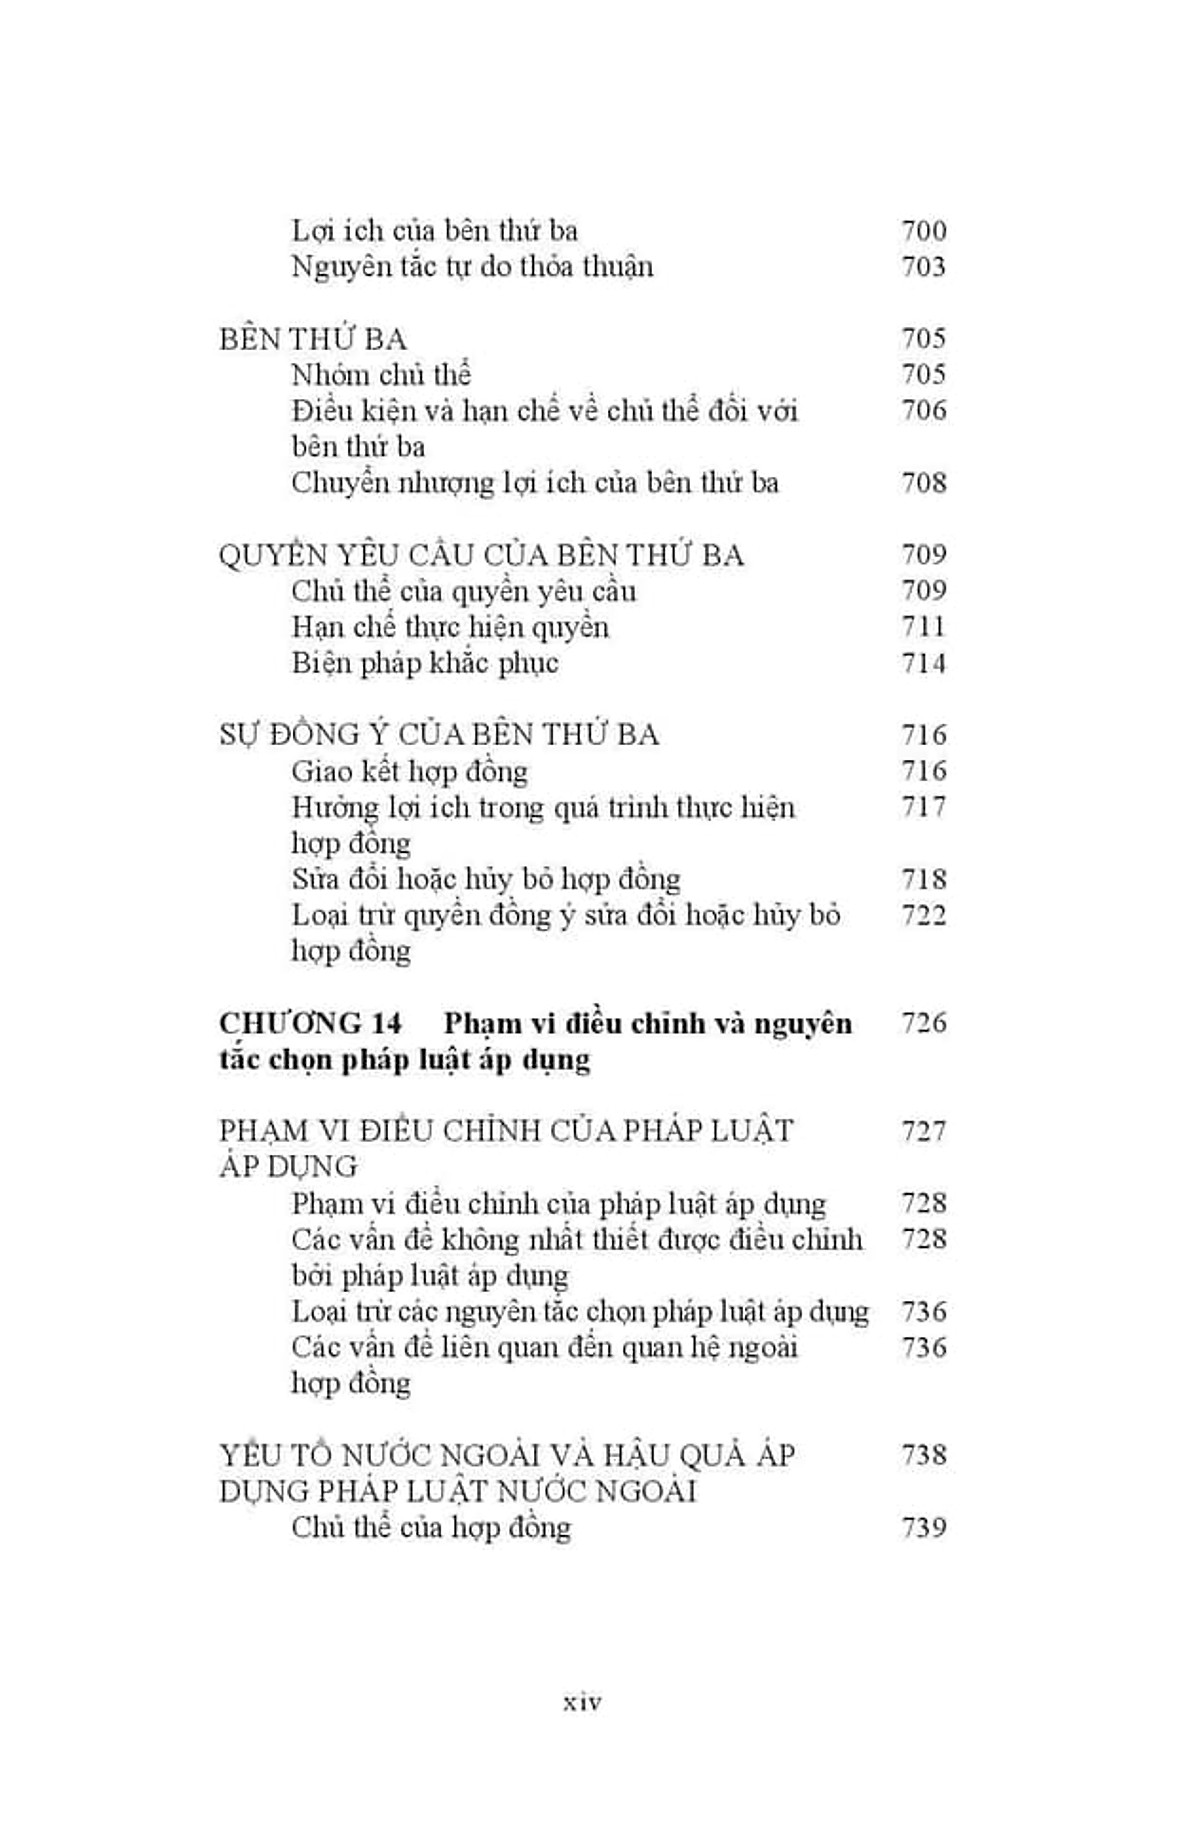 Lợi ích của bên thứ ba 700
Nguyên tắc tự do thỏa thuận 703
BÊN THỨ BA 705
Nhóm chủ thể 705
Điều kiện và hạn chế về chủ thể đối với 706
bên thứ ba
Chuyển nhượng lợi ích của bên thứ ba 708
QUYỀN YÊU CẦU CỦA BÊN THỨ BA 709
Chủ thể của quyền yêu cầu 709
Hạn chế thực hiện quyền 711
Biện pháp khắc phục 714
SỰ ĐỒNG Ý CỦA BÊN THỨ BA 716
Giao kết hợp đồng 716
Hưởng lợi ích trong quá trình thực hiện 717
hợp đồng
Sửa đổi hoặc hủy bỏ hợp đồng 718
Loại trừ quyền đồng ý sửa đổi hoặc hủy bỏ 722
hợp đồng
CHƯƠNG 14 Phạm vi điều chỉnh và nguyên 726
tắc chọn pháp luật áp dụng
PHẠM VI ĐIỀU CHỈNH CỦA PHÁP LUẬT 727
ÁP DỤNG
Phạm vi điều chỉnh của pháp luật áp dụng 728
Các vấn đề không nhất thiết được điều chỉnh 728
bởi pháp luật áp dụng
Loại trừ các nguyên tắc chọn pháp luật áp dụng 736
Các vấn đề liên quan đến quan hệ ngoài 736
hợp đồng
YẾU TỐ NƯỚC NGOÀI VÀ HẬU QUẢ ÁP 738
DỤNG PHÁP LUẬT NƯỚC NGOÀI
Chủ thể của hợp đồng 739
xiv